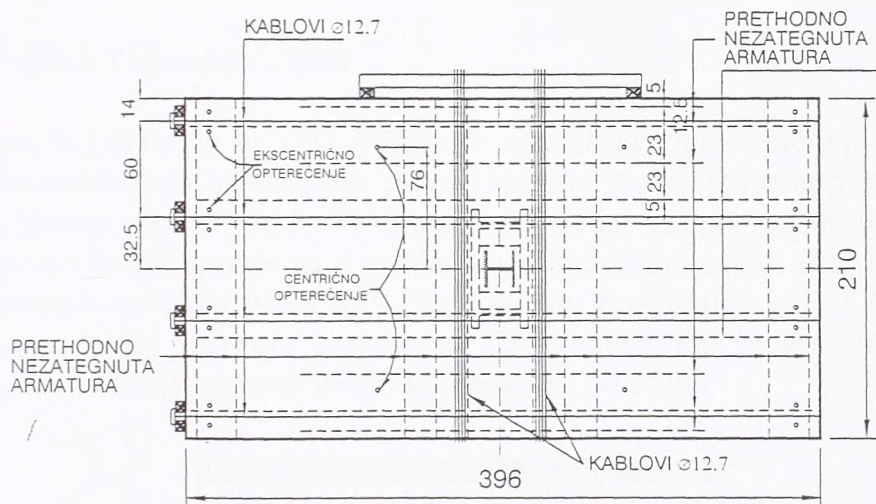 KABLOVI ⌀12.7
PRETHODNO
NEZATEGNUTA
ARMATURA
14
60
32.5
EKSCENTRIČNO
OPTEREĆENJE
76
5
12.6
23
23
5
210
CENTRIČNO
OPTEREĆENJE
PRETHODNO
NEZATEGNUTA
ARMATURA
KABLOVI ⌀12.7
396